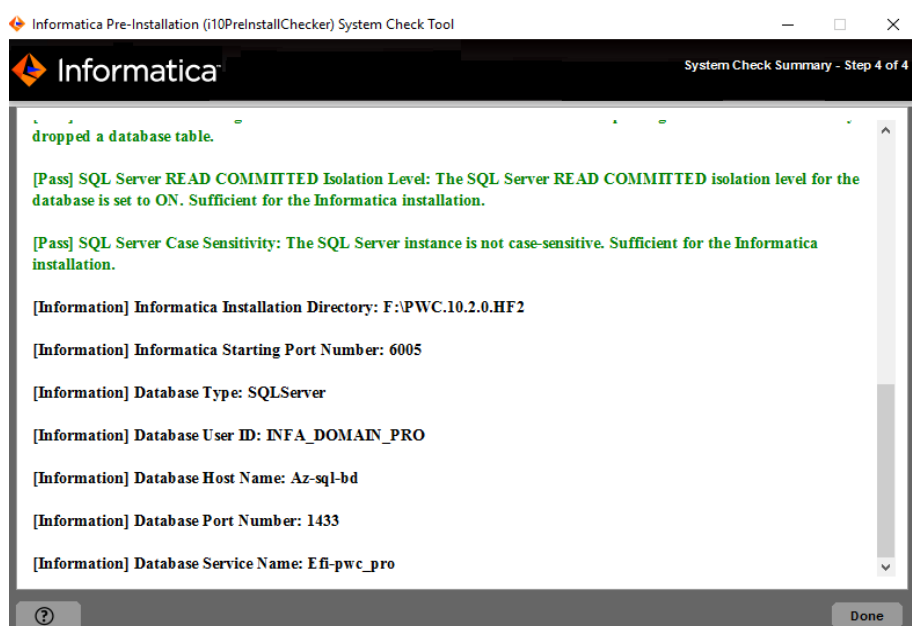 Informatica Pre-Installation (i10PreInstallChecker) System Check Tool
Informatica
System Check Summary - Step 4 of 4
dropped a database table.
[Pass] SQL Server READ COMMITTED Isolation Level: The SQL Server READ COMMITTED isolation level for the
database is set to ON. Sufficient for the Informatica installation.
[Pass] SQL Server Case Sensitivity: The SQL Server instance is not case-sensitive. Sufficient for the Informatica
installation.
[Information] Informatica Installation Directory: F:\PWC.10.2.0.HF2
[Information] Informatica Starting Port Number: 6005
[Information] Database Type: SQLServer
[Information] Database User ID: INFA_DOMAIN_PRO
[Information] Database Host Name: Az-sql-bd
[Information] Database Port Number: 1433
[Information] Database Service Name: Efi-pwc_pro
Done